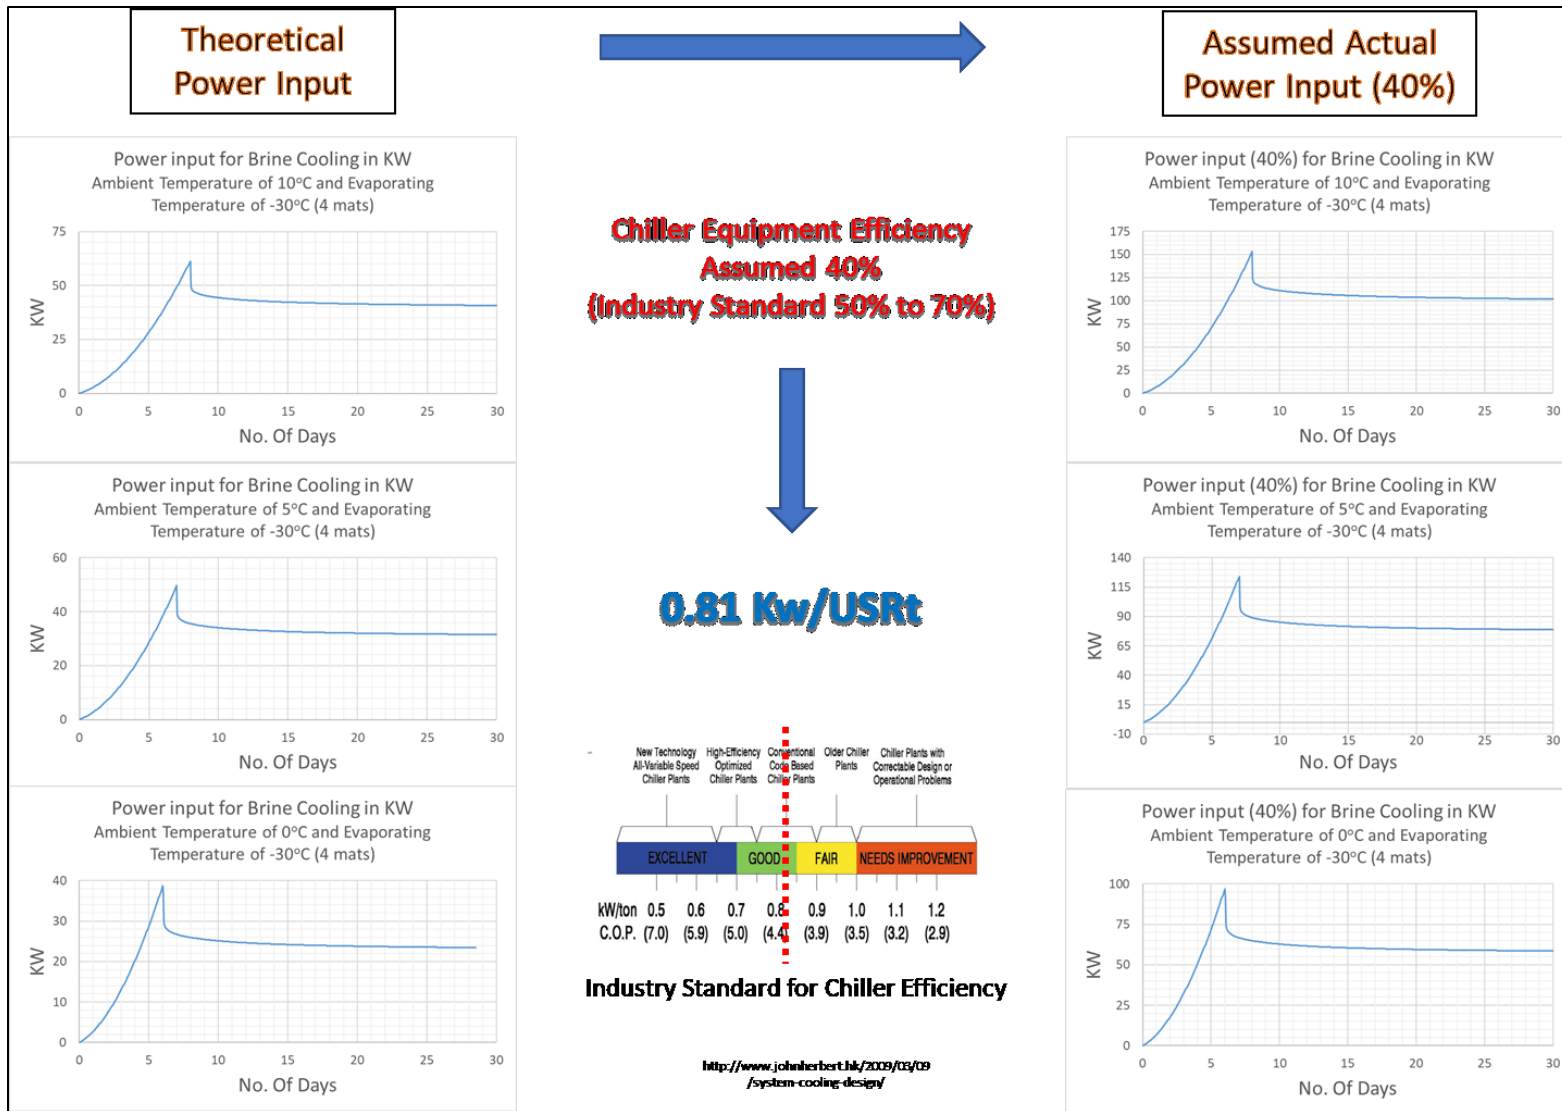 Theoretical
Power Input
Assumed Actual
Power Input (40%)
Power input for Brine Cooling in KW
Ambient Temperature of 10°C and Evaporating
Temperature of -30°C (4 mats)
75
50
25
0
KW
0 5 10 15 20 25 30
No. Of Days
Power input for Brine Cooling in KW
Ambient Temperature of 5°C and Evaporating
Temperature of -30°C (4 mats)
60
40
20
0
KW
0 5 10 15 20 25 30
No. Of Days
Power input for Brine Cooling in KW
Ambient Temperature of 0°C and Evaporating
Temperature of -30°C (4 mats)
40
30
20
10
0
KW
0 5 10 15 20 25 30
No. Of Days
Chiller Equipment Efficiency
Assumed 40%
(Industry Standard 50% to 70%)
0.81 Kw/USRt
New Technology
All-Variable Speed
Chiller Plants
High-Efficiency
Optimized
Chiller Plants
Conventional
Code Based
Chiller Plants
Older Chiller
Plants
Chiller Plants with
Correctable Design or
Operational Problems
EXCELLENT GOOD FAIR NEEDS IMPROVEMENT
kW/ton 0.5 0.6 0.7 0.8 0.9 1.0 1.1 1.2
C.O.P. (7.0) (5.9) (5.0) (4.4) (3.9) (3.5) (3.2) (2.9)
Industry Standard for Chiller Efficiency
http://www.johnherbert.hk/2009/03/09
/system-cooling-design/
Power input (40%) for Brine Cooling in KW
Ambient Temperature of 10°C and Evaporating
Temperature of -30°C (4 mats)
175
150
125
100
75
50
25
0
KW
0 5 10 15 20 25 30
No. Of Days
Power input (40%) for Brine Cooling in KW
Ambient Temperature of 5°C and Evaporating
Temperature of -30°C (4 mats)
140
115
90
65
40
15
-10
KW
0 5 10 15 20 25 30
No. Of Days
Power input (40%) for Brine Cooling in KW
Ambient Temperature of 0°C and Evaporating
Temperature of -30°C (4 mats)
100
75
50
25
0
KW
0 5 10 15 20 25 30
No. Of Days